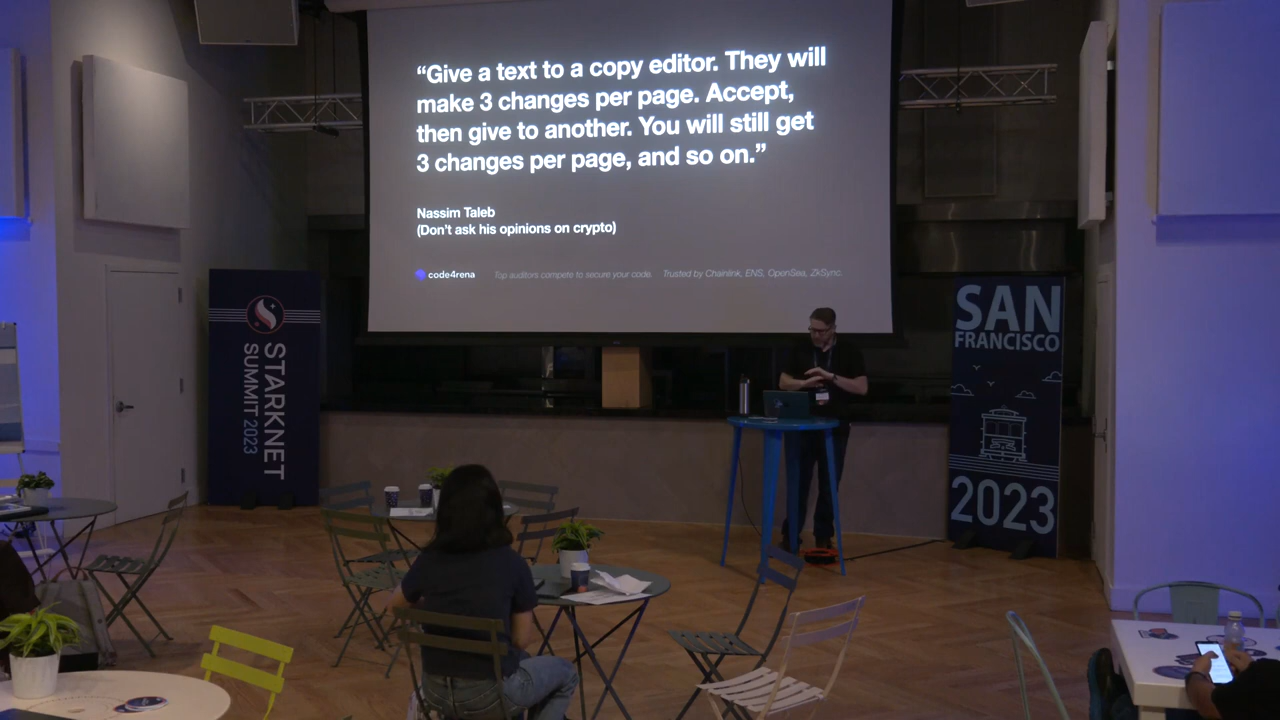 “Give a text to a copy editor. They will
make 3 changes per page. Accept,
then give to another. You will still get
3 changes per page, and so on.”
Nassim Taleb
(Don't ask his opinions on crypto)
code4rena
Top auditors compete to secure your code. Trusted by Chainlink, ENS, OpenSea, ZkSync.
STARKNET
SUMMIT 2023
SAN
FRANCISCO
2023